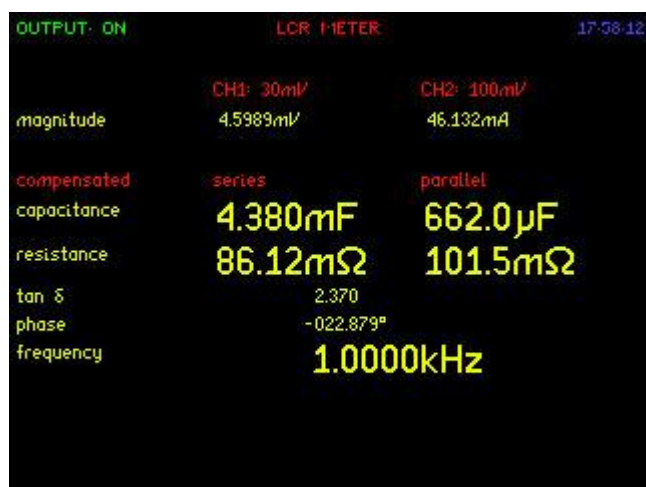 OUTPUT· ON LCR METER 17·58·12
CH1: 30mV CH2: 100mV
magnitude 4.5989mV 46.132mA
compensated series parallel
capacitance 4.380mF 662.0µF
resistance 86.12mΩ 101.5mΩ
tan δ 2.370
phase -022.879°
frequency 1.0000kHz